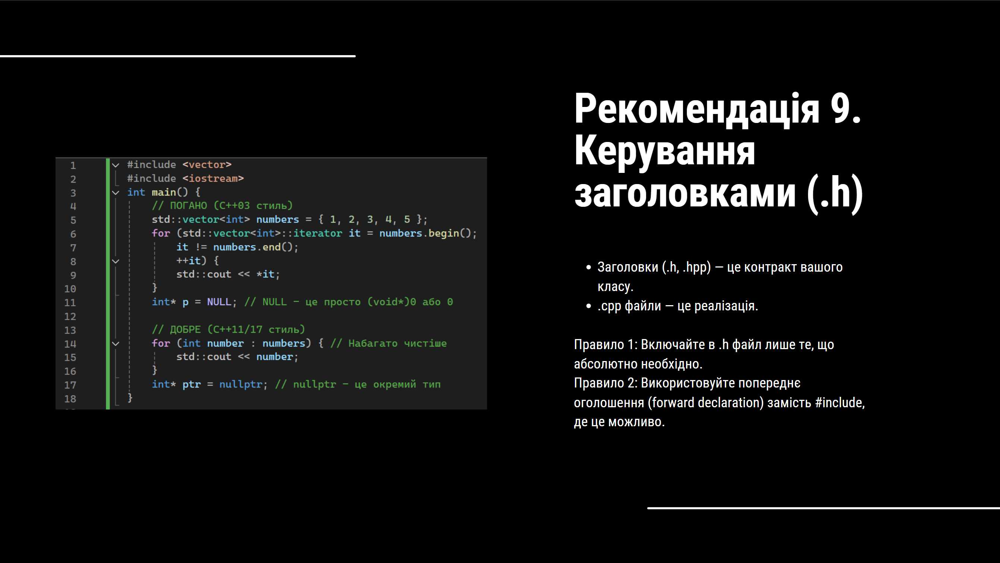 1 #include <vector>
2 #include <iostream>
3 int main() {
4 // ПОГАНО (C++03 стиль)
5 std::vector<int> numbers = { 1, 2, 3, 4, 5 };
6 for (std::vector<int>::iterator it = numbers.begin();
7 it != numbers.end();
8 ++it) {
9 std::cout << *it;
10 }
11 int* p = NULL; // NULL - це просто (void*)0 або 0
12
13 // ДОБРЕ (C++11/17 стиль)
14 for (int number : numbers) { // Набагато чистіше
15 std::cout << number;
16 }
17 int* ptr = nullptr; // nullptr - це окремий тип
18 }
Рекомендація 9.
Керування
заголовками (.h)
• Заголовки (.h, .hpp) — це контракт вашого
класу.
• .cpp файли — це реалізація.
Правило 1: Включайте в .h файл лише те, що
абсолютно необхідно.
Правило 2: Використовуйте попереднє
оголошення (forward declaration) замість #include,
де це можливо.